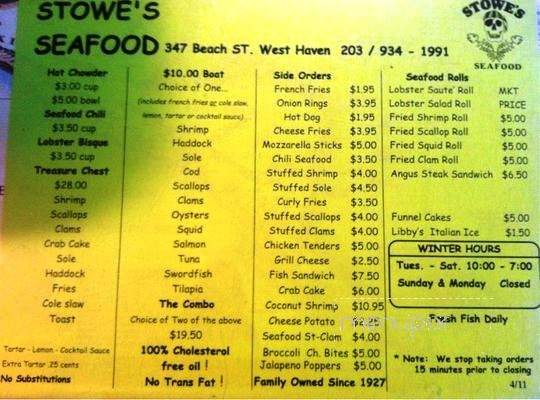 STOWE'S
SEAFOOD 347 Beach ST. West Haven 203 / 934 - 1991
STOWE'S
SEAFOOD
Hot Chowder
$3.00 cup
$5.00 bowl
Seafood Chili
$3.50 cup
Lobster Bisque
$3.50 cup
Treasure Chest
$28.00
Shrimp
Scallops
Clams
Crab Cake
Sole
Haddock
Fries
Cole slaw
Toast
Tartar - Lemon - Cocktail Sauce
Extra Tartar .25 cents
No Substitutions
$10.00 Boat
Choice of One...
(includes french fries or cole slaw,
lemon, tartar or cocktail sauce)
Shrimp
Haddock
Sole
Cod
Scallops
Clams
Oysters
Squid
Salmon
Tuna
Swordfish
Tilapia
The Combo
Choice of Two of the above
$19.50
100% Cholesterol
free oil !
No Trans Fat !
Side Orders
French Fries $1.95
Onion Rings $3.95
Hot Dog $1.95
Cheese Fries $3.95
Mozzarella Sticks $5.00
Chili Seafood $3.50
Stuffed Shrimp $4.00
Stuffed Sole $4.50
Curly Fries $3.50
Stuffed Scallops $4.00
Stuffed Clams $4.00
Chicken Tenders $5.00
Grill Cheese $2.50
Fish Sandwich $7.50
Crab Cake $6.00
Coconut Shrimp $10.95
Cheese Potato
Seafood St-Clam $4.00
Broccoli Ch. Bites $5.00
Jalapeno Poppers $5.00
Family Owned Since 1927
Seafood Rolls
Lobster Saute' Roll MKT
Lobster Salad Roll PRICE
Fried Shrimp Roll $5.00
Fried Scallop Roll $5.00
Fried Squid Roll $5.00
Fried Clam Roll $5.00
Angus Steak Sandwich $6.50
Funnel Cakes $5.00
Libby's Italian Ice $1.50
WINTER HOURS
Tues. - Sat. 10:00 - 7:00
Sunday & Monday Closed
Fresh Fish Daily
* Note: We stop taking orders
15 minutes prior to closing
4/11